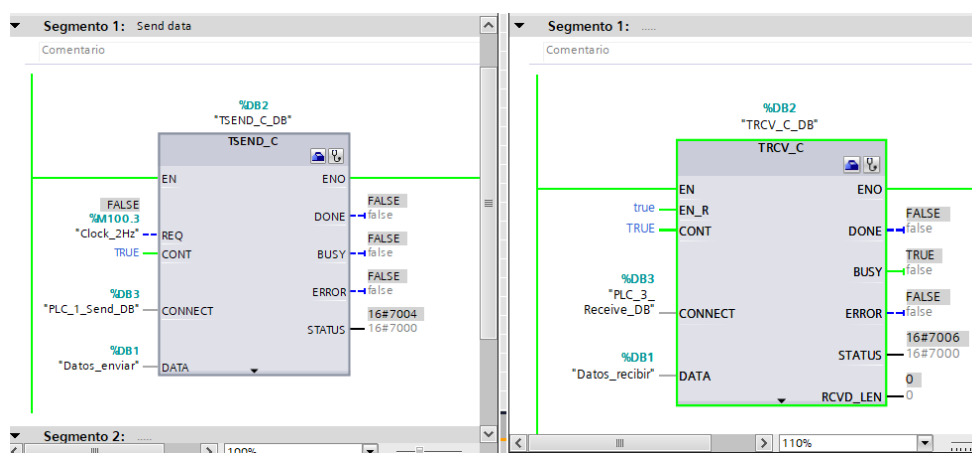 Segmento 1: Send data
Comentario
%DB2
"TSEND_C_DB"
TSEND_C
EN ENO
FALSE
%M100.3
"Clock_2Hz" REQ
TRUE CONT
%DB3
"PLC_1_Send_DB" CONNECT
%DB1
"Datos_enviar" DATA
FALSE
DONE false
FALSE
BUSY false
FALSE
ERROR false
16#7004
STATUS 16#7000
Segmento 2: .....
100%
Segmento 1: .....
Comentario
%DB2
"TRCV_C_DB"
TRCV_C
EN ENO
true EN_R
TRUE CONT
%DB3
"PLC_3_
Receive_DB" CONNECT
%DB1
"Datos_recibir" DATA
FALSE
DONE false
TRUE
BUSY false
FALSE
ERROR false
16#7006
STATUS 16#7000
0
RCVD_LEN 0
110%